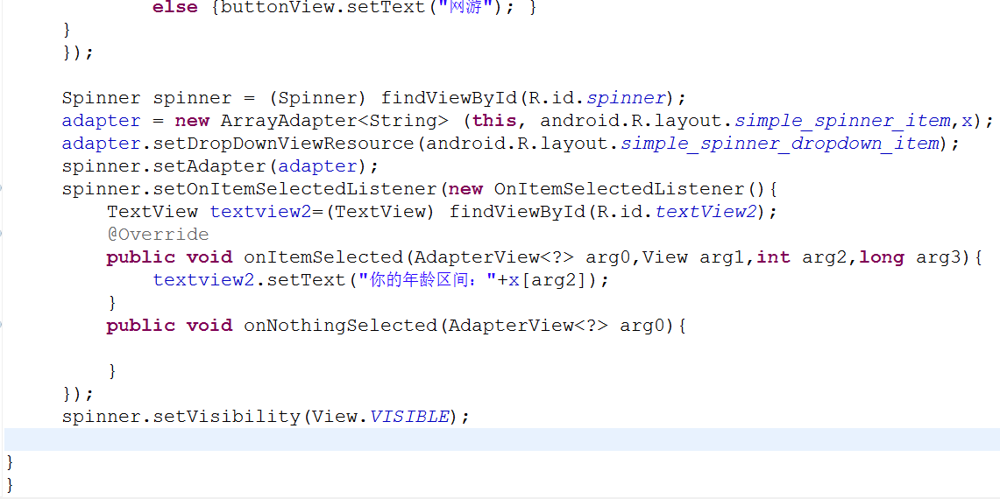 else {buttonView.setText("网游"); }
}
});
Spinner spinner = (Spinner) findViewById(R.id.spinner);
adapter = new ArrayAdapter<String> (this, android.R.layout.simple_spinner_item,x);
adapter.setDropDownViewResource(android.R.layout.simple_spinner_dropdown_item);
spinner.setAdapter(adapter);
spinner.setOnItemSelectedListener(new OnItemSelectedListener(){
TextView textview2=(TextView) findViewById(R.id.textView2);
@Override
public void onItemSelected(AdapterView<?> arg0,View arg1,int arg2,long arg3){
textview2.setText("你的年龄区间："+x[arg2]);
}
public void onNothingSelected(AdapterView<?> arg0){
}
});
spinner.setVisibility(View.VISIBLE);
}
}